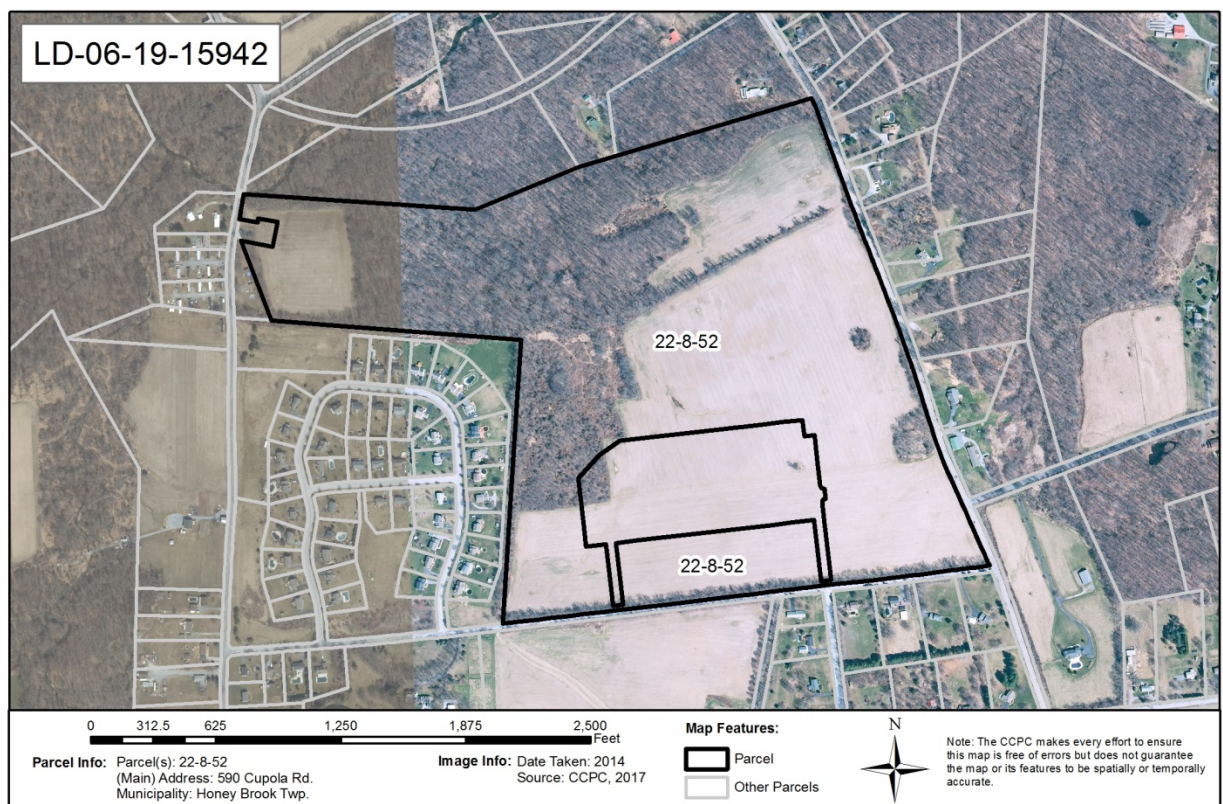 LD-06-19-15942
22-8-52
22-8-52
0 312.5 625 1,250 1,875 2,500
Feet
Parcel Info: Parcel(s): 22-8-52
(Main) Address: 590 Cupola Rd.
Municipality: Honey Brook Twp.
Image Info: Date Taken: 2014
Source: CCPC, 2017
Map Features:
Parcel
Other Parcels
N
Note: The CCPC makes every effort to ensure
this map is free of errors but does not guarantee
the map or its features to be spatially or temporally
accurate.